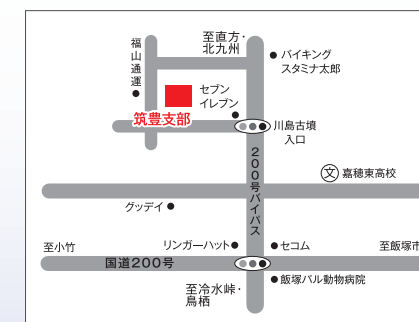 至直方・
北九州
福山通運
バイキング
スタミナ太郎
セブン
イレブン
筑豊支部
川島古墳
入口
200号バイパス
文 嘉穂東高校
グッデイ
至小竹
リンガーハット
セコム
至飯塚市
国道200号
飯塚バル動物病院
至冷水峠・
鳥栖